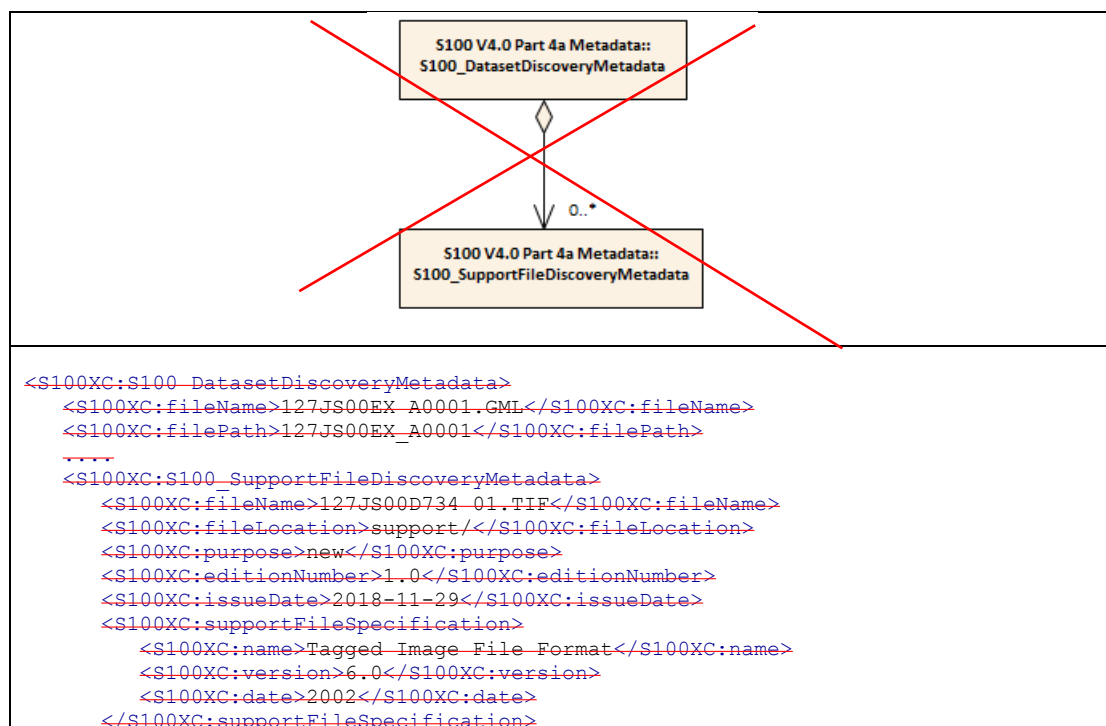 S100 V4.0 Part 4a Metadata::
S100_DatasetDiscoveryMetadata
0..*
S100 V4.0 Part 4a Metadata::
S100_SupportFileDiscoveryMetadata
<S100XC:S100_DatasetDiscoveryMetadata>
<S100XC:fileName>127JS00EX_A0001.GML</S100XC:fileName>
<S100XC:filePath>127JS00EX_A0001</S100XC:filePath>
....
<S100XC:S100_SupportFileDiscoveryMetadata>
<S100XC:fileName>127JS00D734_01.TIF</S100XC:fileName>
<S100XC:fileLocation>support/</S100XC:fileLocation>
<S100XC:purpose>new</S100XC:purpose>
<S100XC:editionNumber>1.0</S100XC:editionNumber>
<S100XC:issueDate>2018-11-29</S100XC:issueDate>
<S100XC:supportFileSpecification>
<S100XC:name>Tagged Image File Format</S100XC:name>
<S100XC:version>6.0</S100XC:version>
<S100XC:date>2002</S100XC:date>
</S100XC:supportFileSpecification>